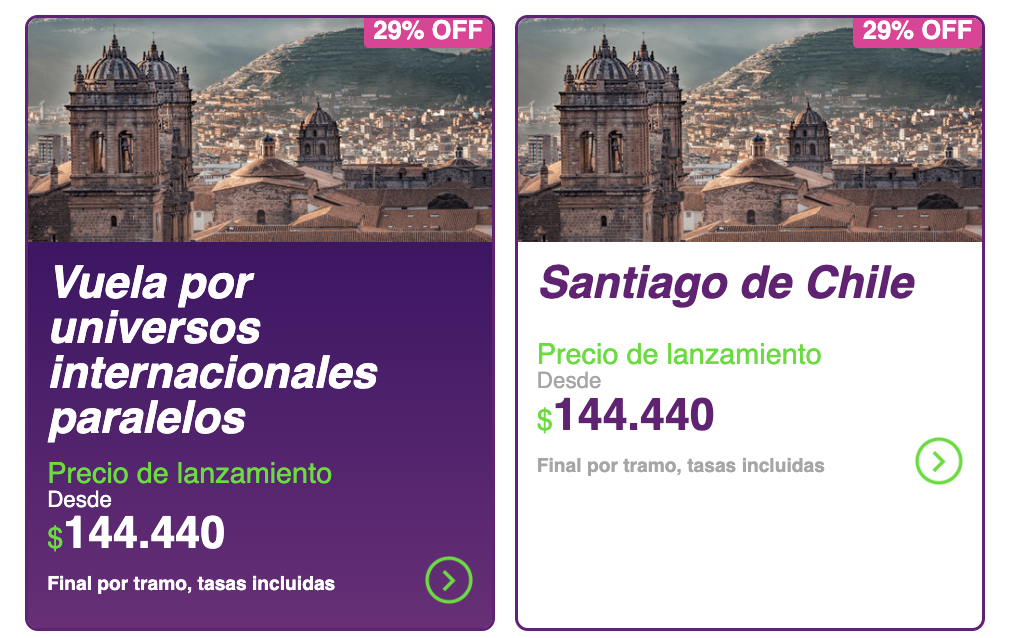 29% OFF
Vuela por
universos
internacionales
paralelos
Precio de lanzamiento
Desde
$144.440
Final por tramo, tasas incluidas
29% OFF
Santiago de Chile
Precio de lanzamiento
Desde
$144.440
Final por tramo, tasas incluidas